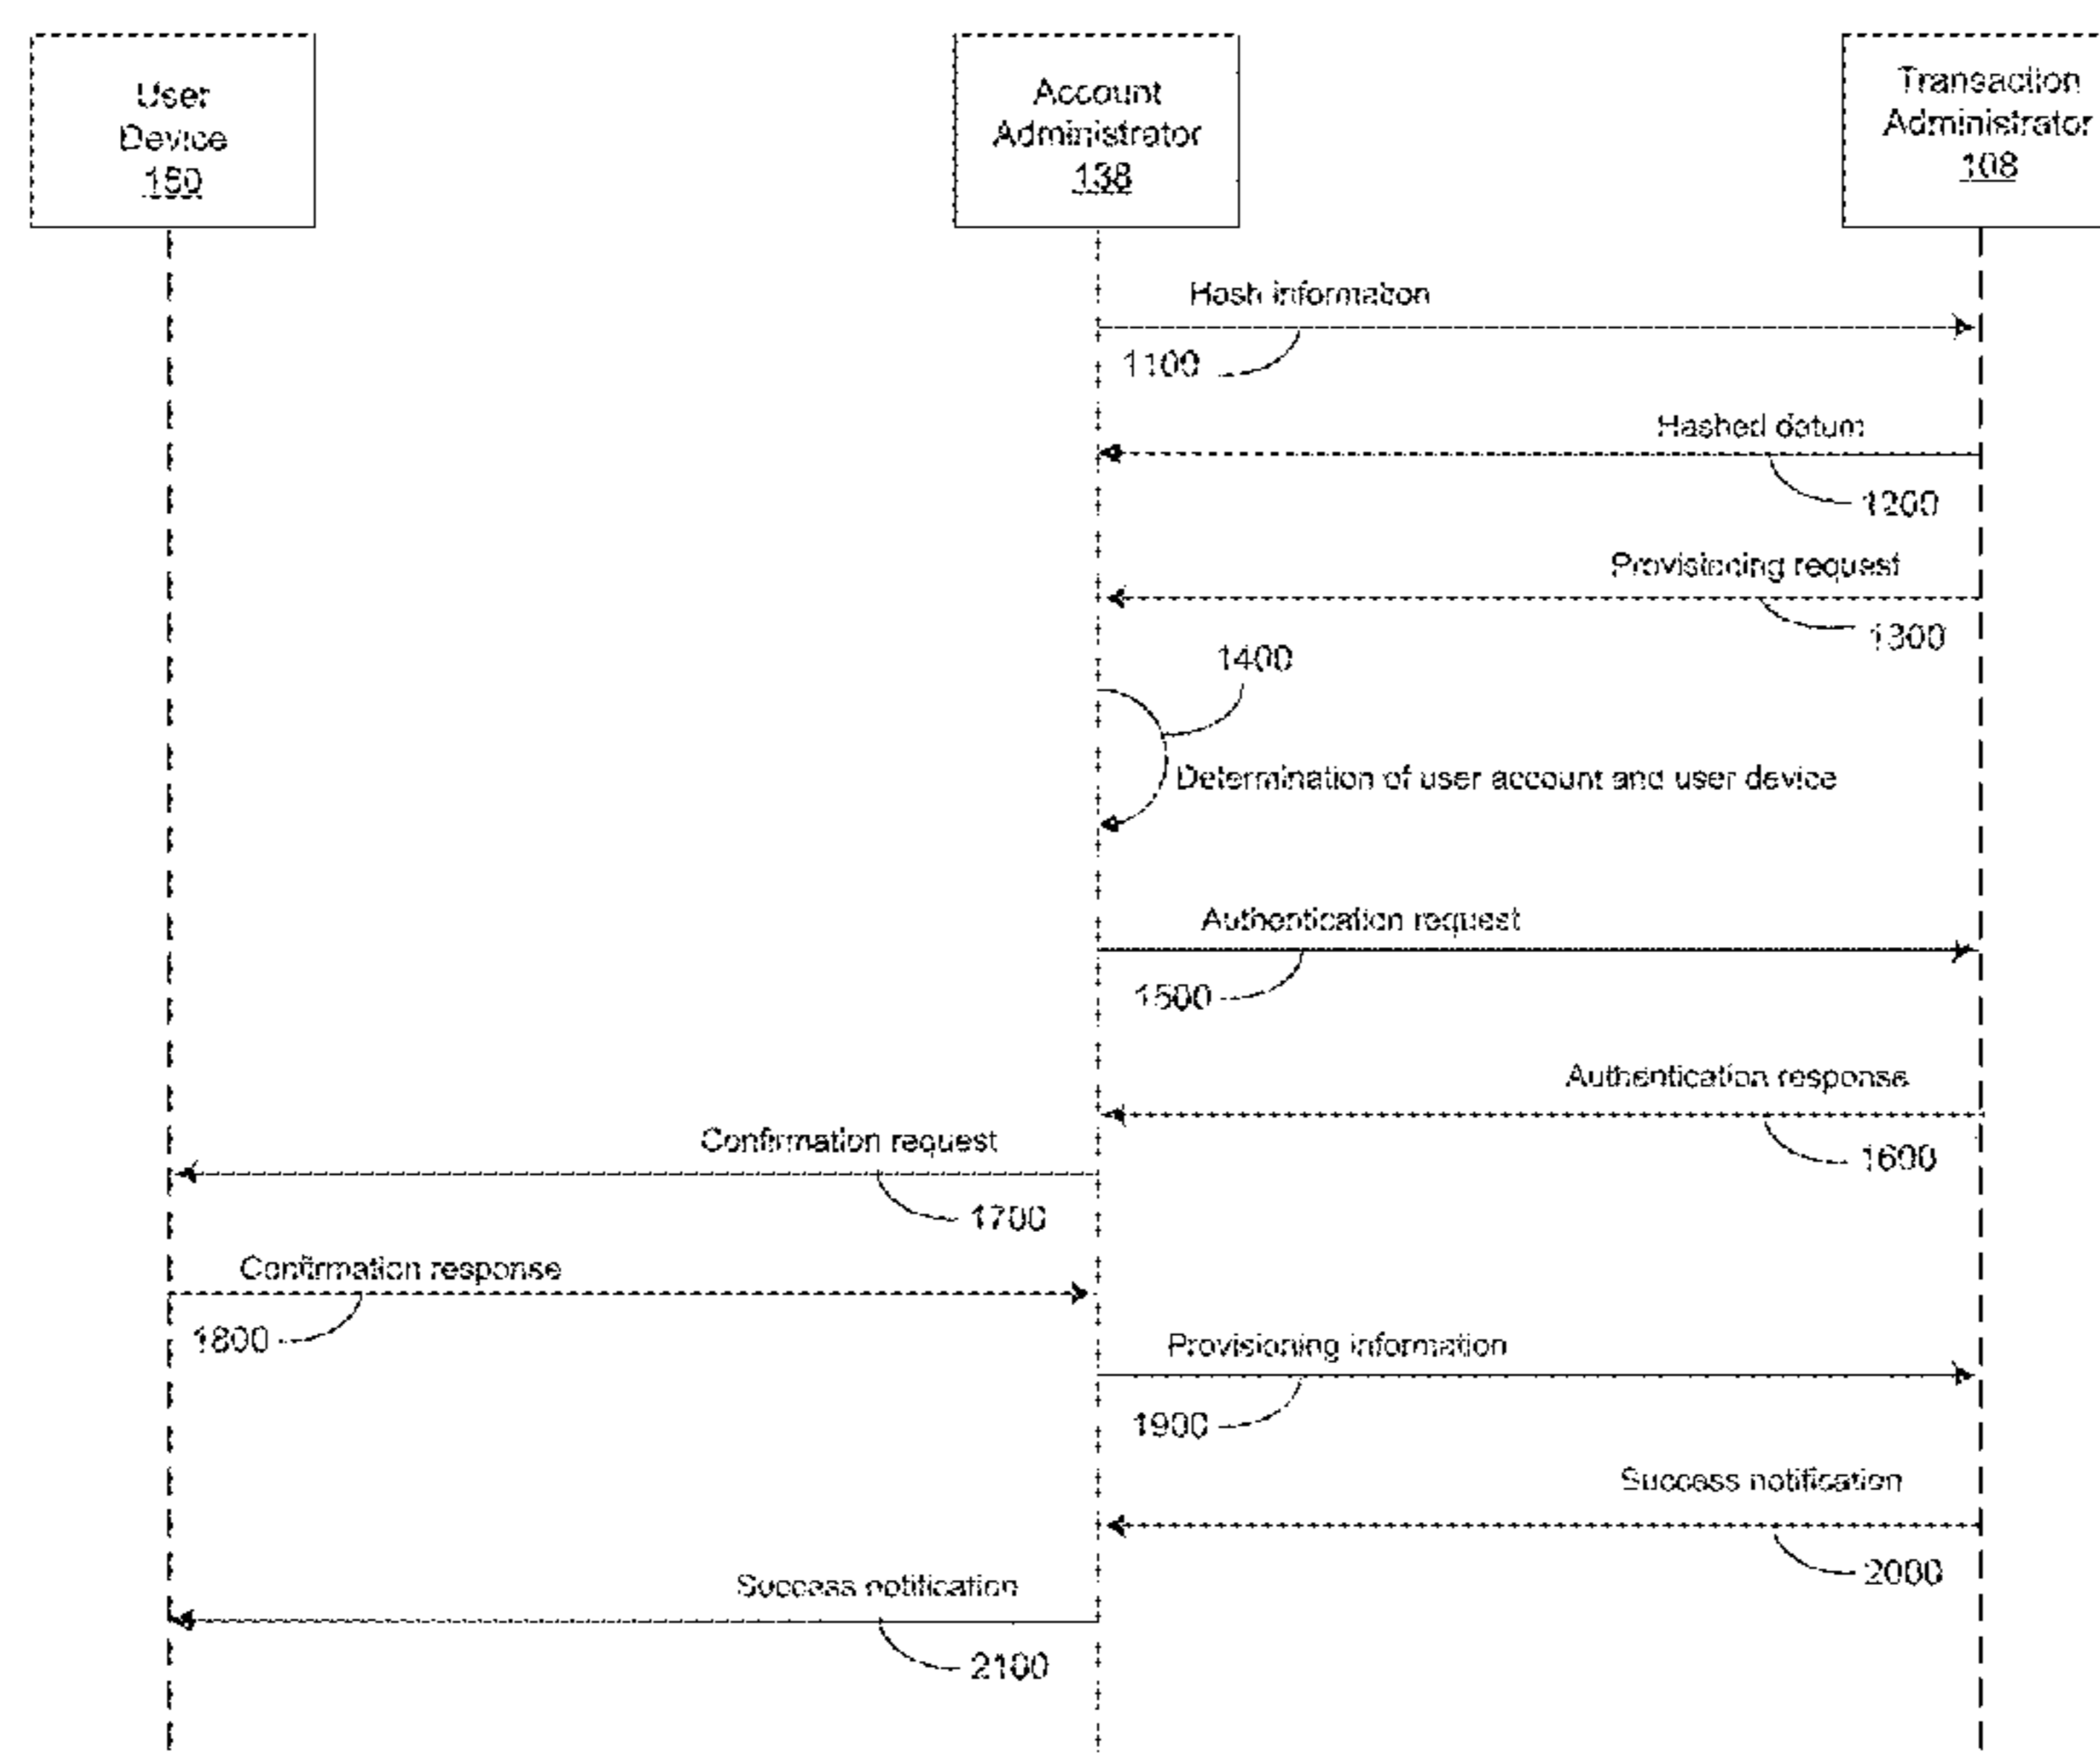 User
Device
150
Account
Administrator
138
Transaction
Administrator
108
Hash information
1100
Hashed datum
1200
Provisioning request
1300
1400
Determination of user account and user device
Authentication request
1500
Authentication response
1600
Confirmation request
1700
Confirmation response
1800
Provisioning information
1900
Success notification
2000
Success notification
2100